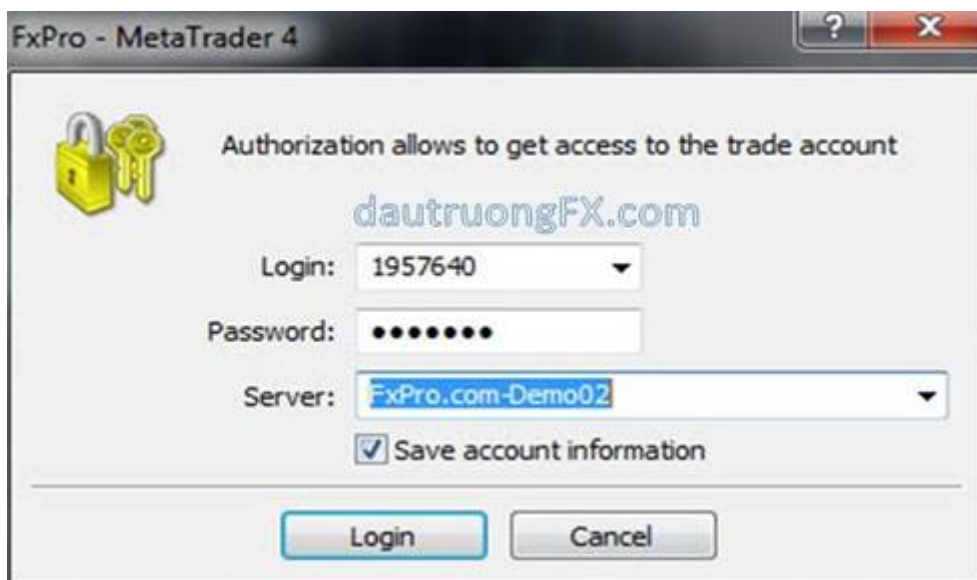 FxPro - MetaTrader 4
Authorization allows to get access to the trade account
dautruongFX.com
Login: 1957640
Password: •••••••
Server: FxPro.com-Demo02
Save account information
Login Cancel